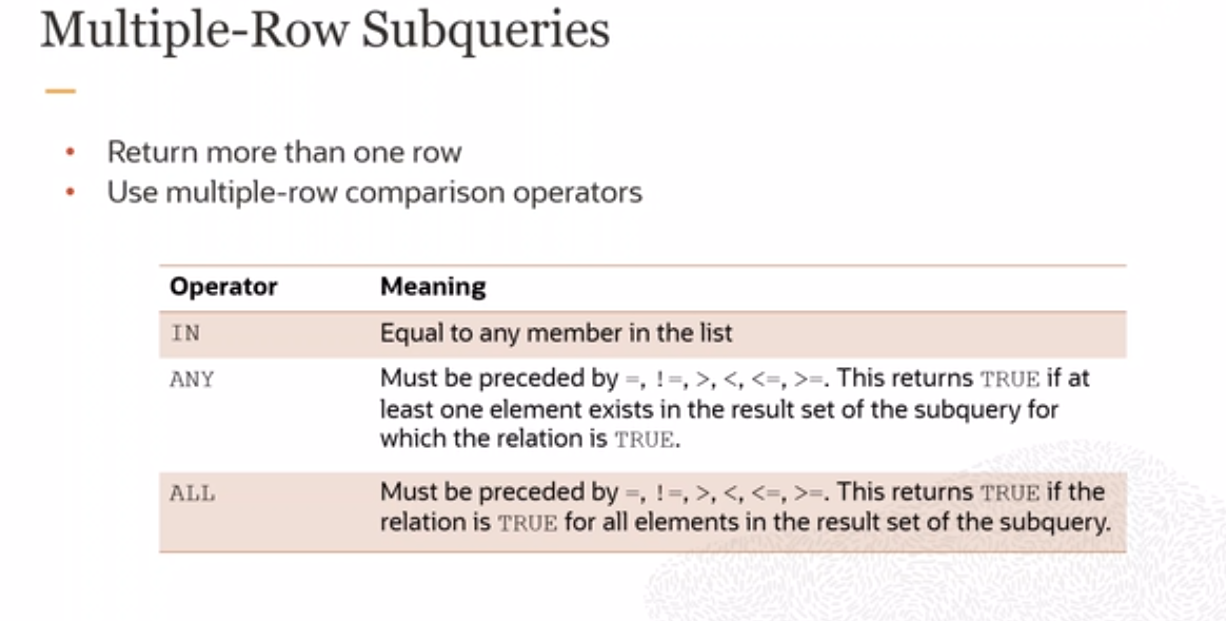 Multiple-Row Subqueries
• Return more than one row
• Use multiple-row comparison operators
Operator Meaning
IN Equal to any member in the list
ANY Must be preceded by =, !=, >, <, <=, >=. This returns TRUE if at
least one element exists in the result set of the subquery for
which the relation is TRUE.
ALL Must be preceded by =, !=, >, <, <=, >=. This returns TRUE if the
relation is TRUE for all elements in the result set of the subquery.